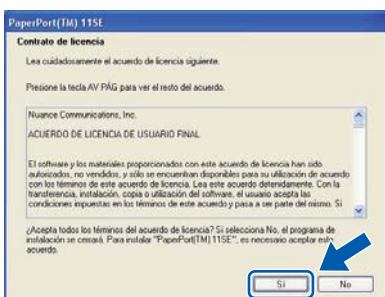 PaperPort(TM) 11SE
Contrato de licencia
Lea cuidadosamente el acuerdo de licencia siguiente.
Presione la tecla AV PÁG para ver el resto del acuerdo.
Nuance Communications, Inc.
ACUERDO DE LICENCIA DE USUARIO FINAL
El software y los materiales proporcionados con este acuerdo de licencia han sido
autorizados, no vendidos, y sólo se encuentran disponibles para su utilización de acuerdo
con los términos de este acuerdo de licencia. Lea este acuerdo detenidamente. Con la
transferencia, instalación, copia o utilización del software, el usuario acepta las
condiciones impuestas en los términos de este acuerdo y pasa a ser parte del mismo. Si
¿Acepta todos los términos del acuerdo de licencia? Si selecciona No, el programa de
instalación se cerrará. Para instalar "PaperPort(TM) 11SE", es necesario aceptar este
acuerdo.
Sí
No